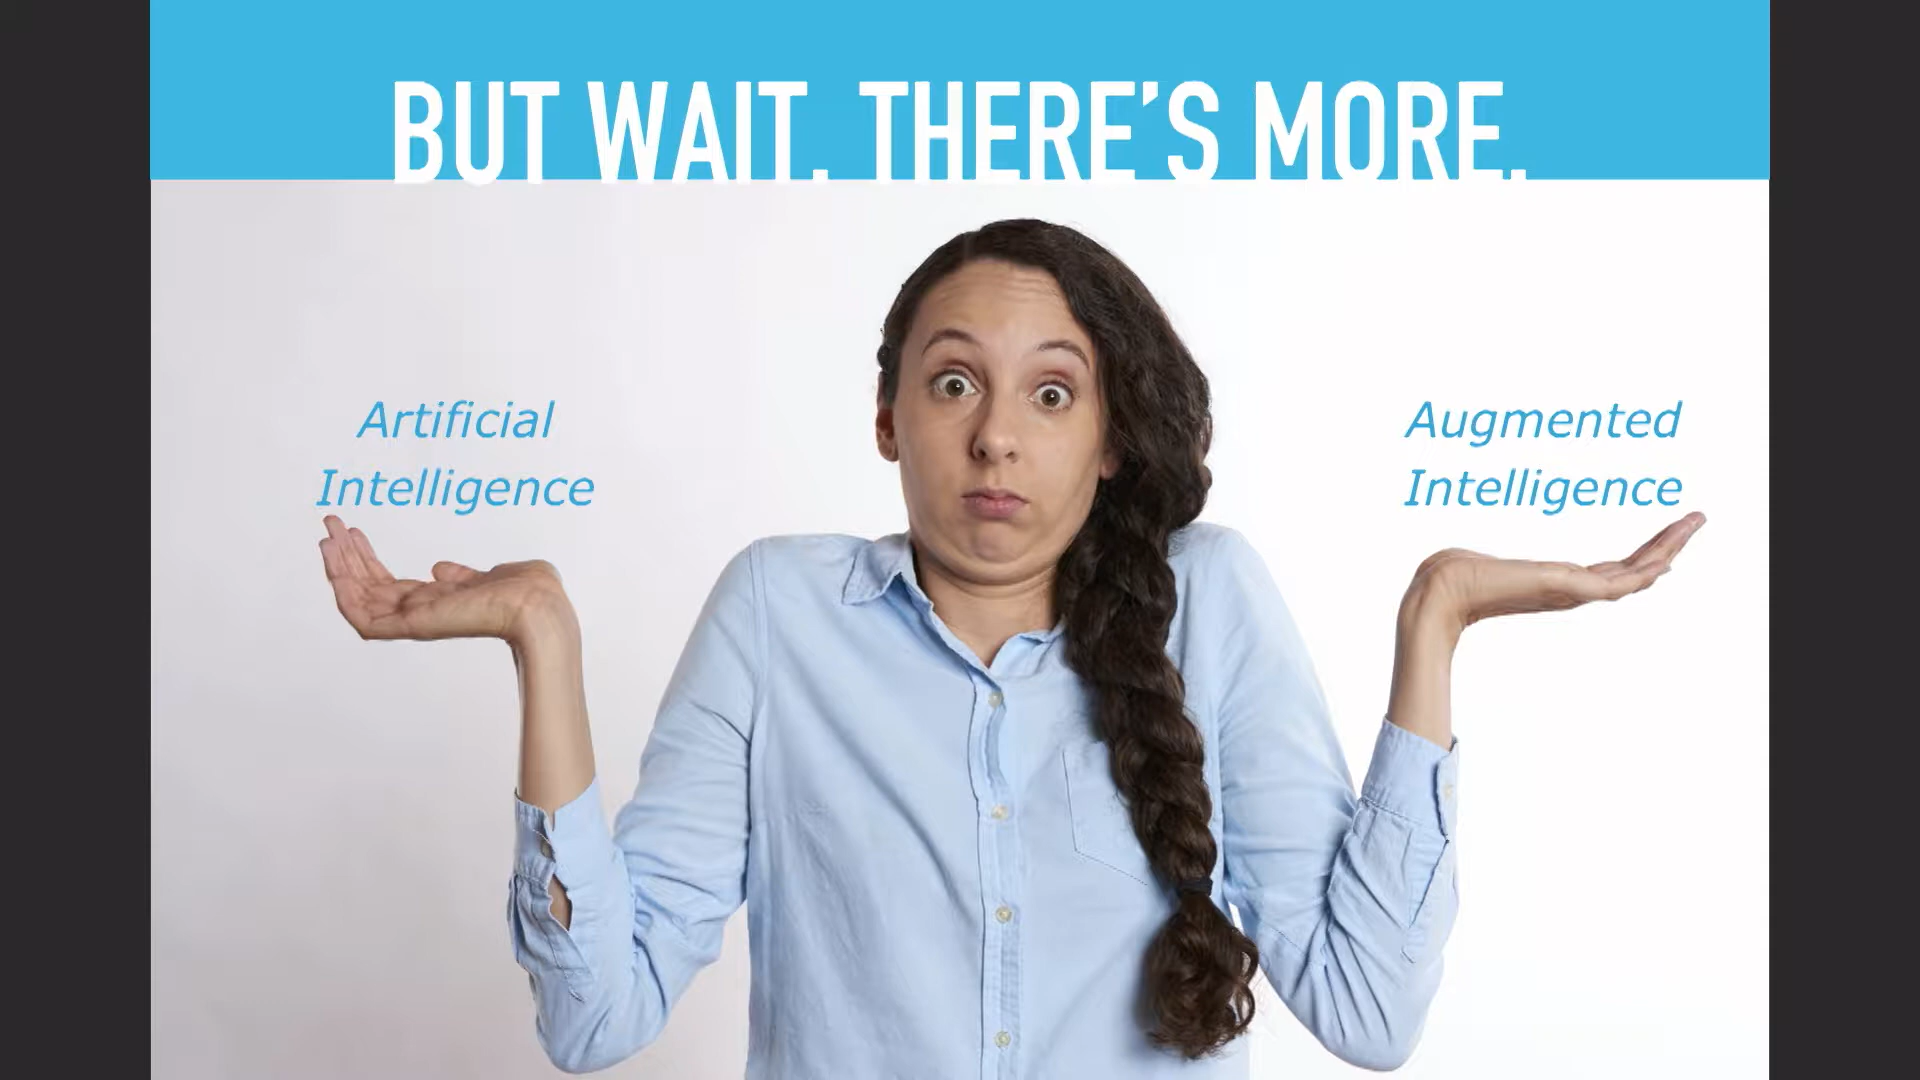 BUT WAIT. THERE’S MORE.
Artificial
Intelligence
Augmented
Intelligence